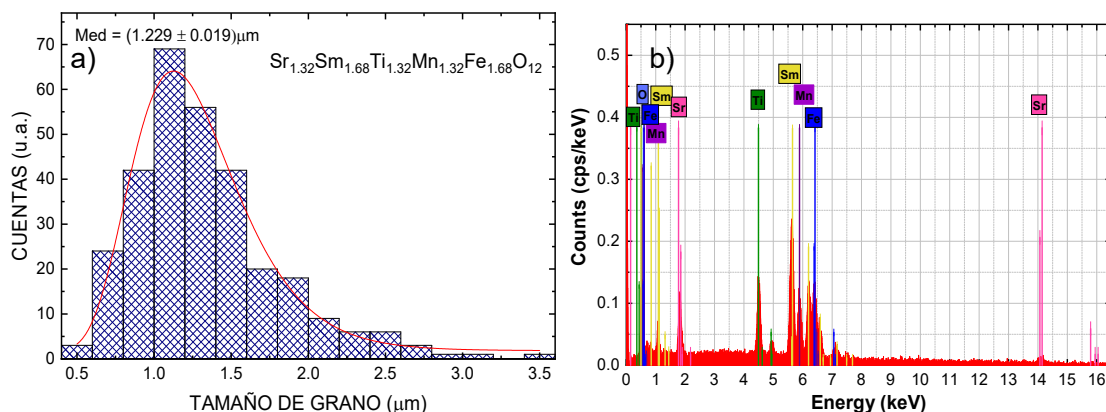 Med = (1.229 ± 0.019)μm
a)
Sr1.32Sm1.68Ti1.32Mn1.32Fe1.68O12
CUENTAS (u.a.)
70
60
50
40
30
20
10
0
0.5 1.0 1.5 2.0 2.5 3.0 3.5
TAMAÑO DE GRANO (μm)
b)
Counts (cps/keV)
0.5
0.4
0.3
0.2
0.1
0.0
Ti
O
Fe
Mn
Sm
Sr
Ti
Sm
Mn
Fe
Sr
0 1 2 3 4 5 6 7 8 9 10 11 12 13 14 15 16
Energy (keV)